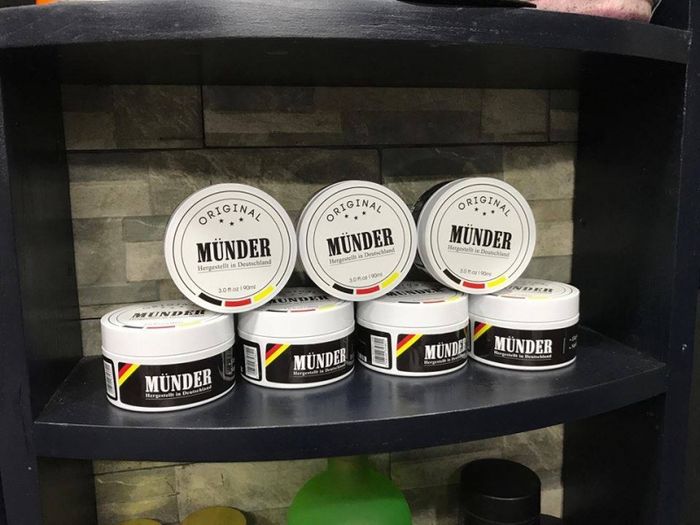 ORIGINAL
MÜNDER
Hergestellt in Deutschland
3.0 fl.oz | 90ml
ORIGINAL
MÜNDER
Hergestellt in Deutschland
3.0 fl.oz | 90ml
ORIGINAL
MÜNDER
Hergestellt in Deutschland
3.0 fl.oz | 90ml
MÜNDER
MÜNDER
MÜNDER
Hergestellt in Deutschland
MÜNDER
Hergestellt in Deutschland
MÜNDER
Hergestellt in Deutschland
MÜNDER
Hergestellt in Deutschland